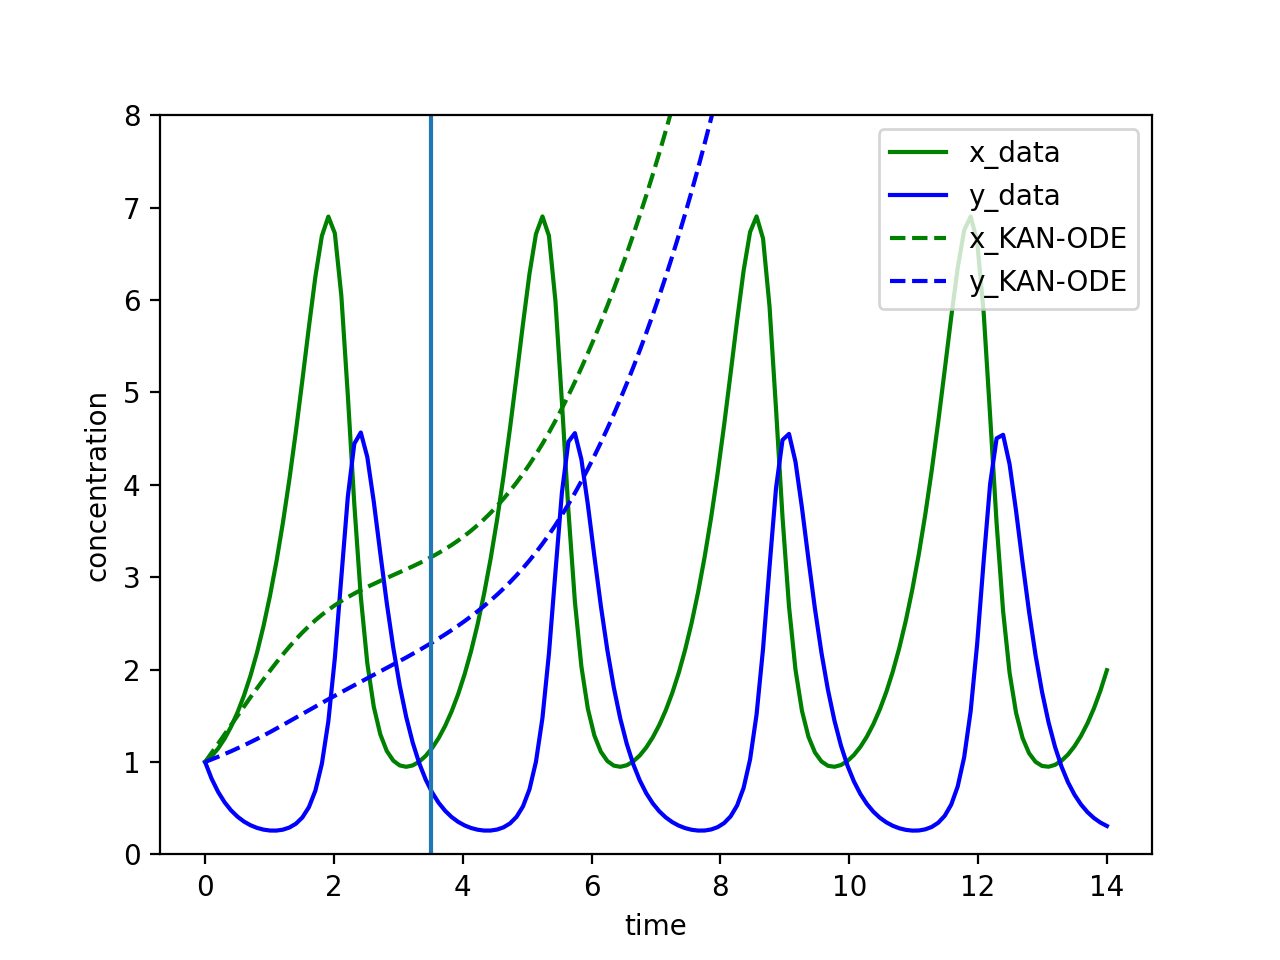 8
7
6
5
4
3
2
1
0
concentration
0 2 4 6 8 10 12 14
time
x_data
y_data
x_KAN-ODE
y_KAN-ODE